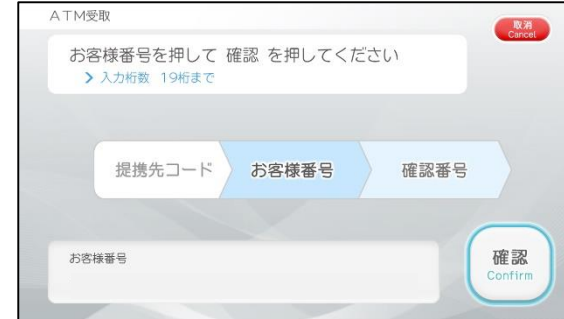 ATM受取
取消
Cancel
お客様番号を押して 確認 を押してください
> 入力桁数 19桁まで
提携先コード
お客様番号
確認番号
お客様番号
確認
Confirm